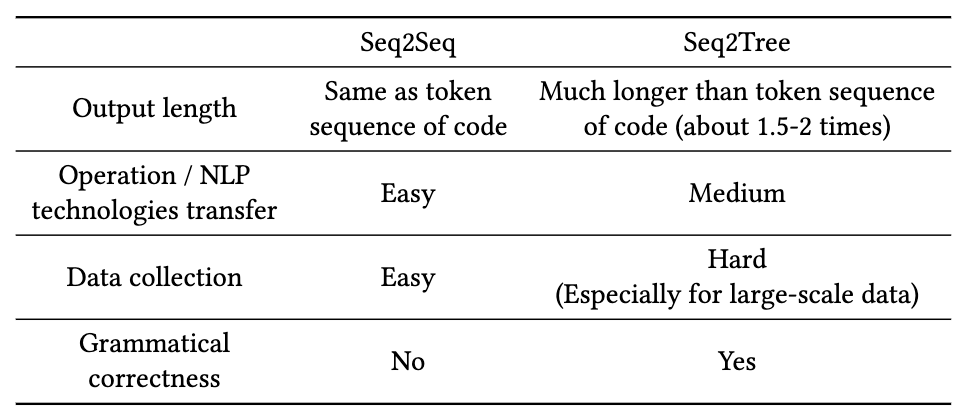 Seq2Seq Seq2Tree
Output length
Same as token
sequence of code
Much longer than token sequence
of code (about 1.5-2 times)
Operation / NLP
technologies transfer
Easy
Medium
Data collection
Easy
Hard
(Especially for large-scale data)
Grammatical
correctness
No
Yes